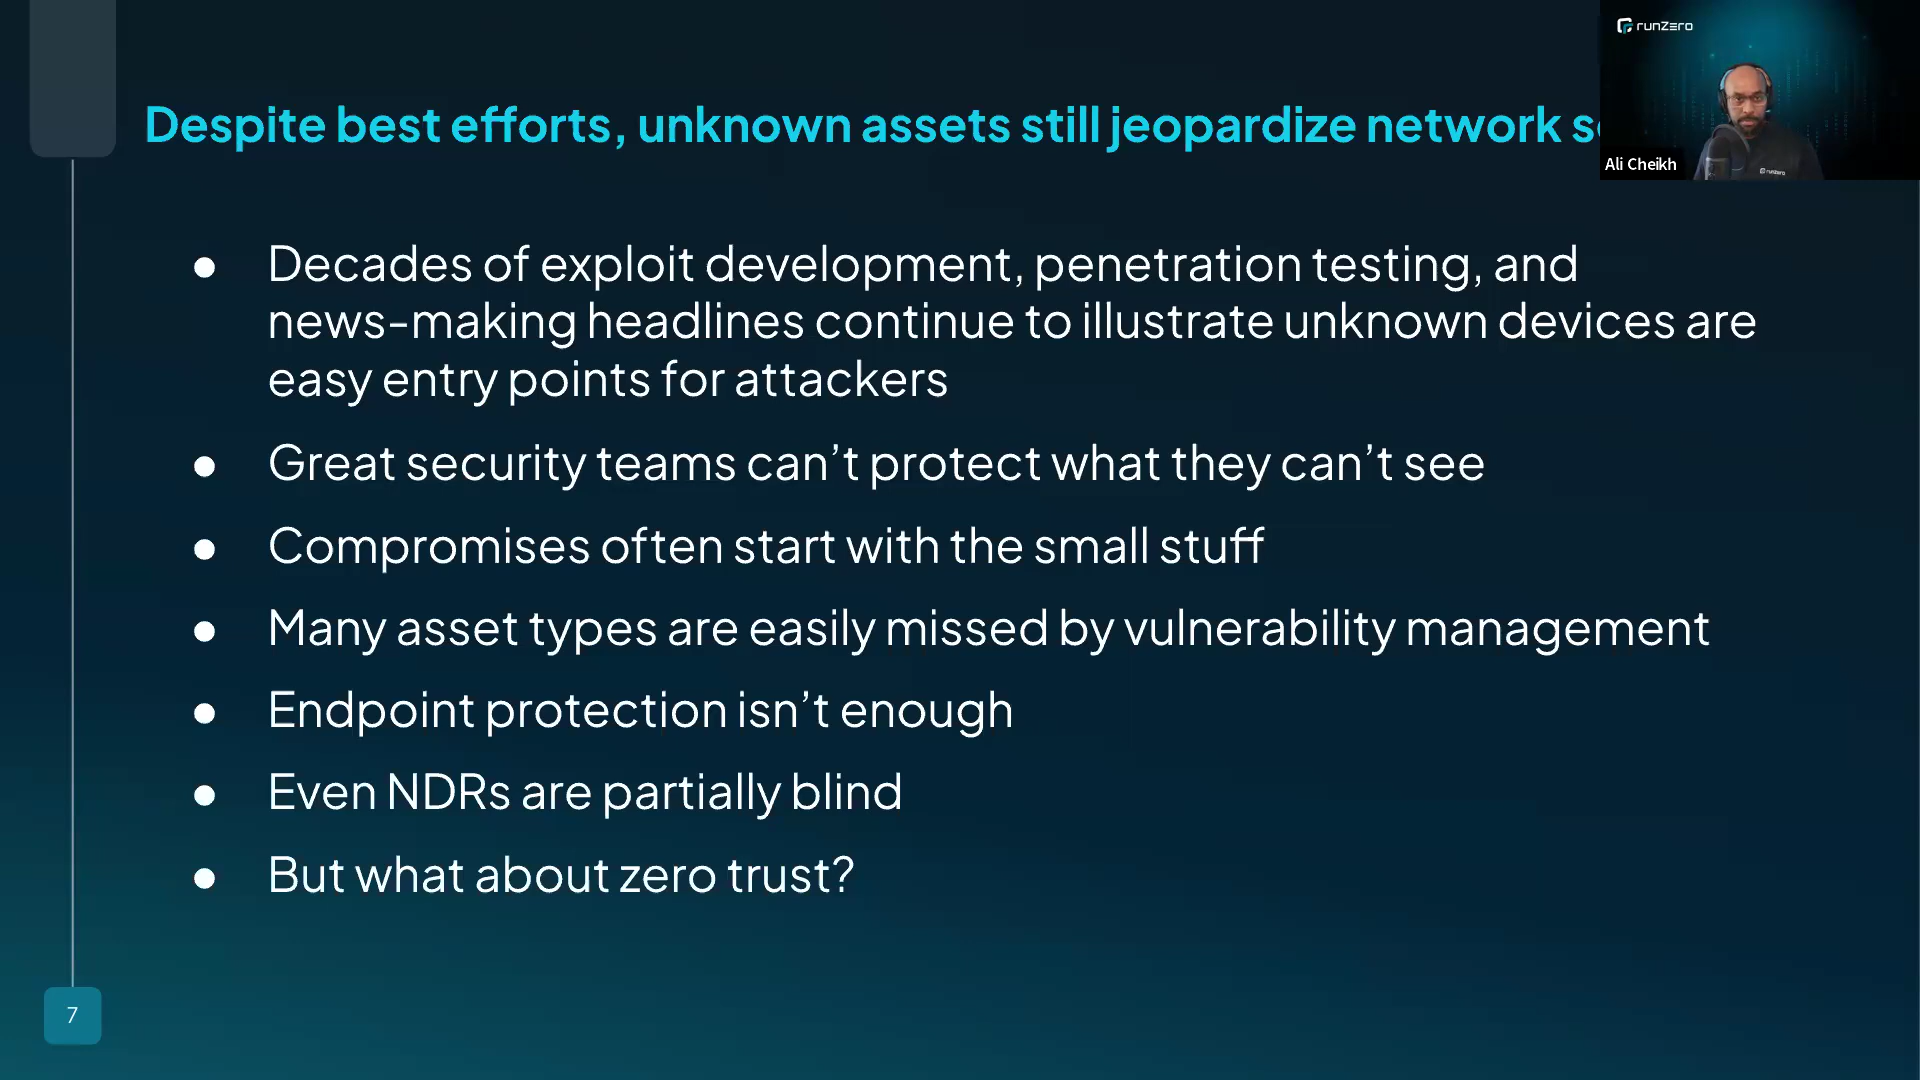 runZero
Despite best efforts, unknown assets still jeopardize network
Ali Cheikh
runzero
● Decades of exploit development, penetration testing, and
news-making headlines continue to illustrate unknown devices are
easy entry points for attackers
● Great security teams can’t protect what they can’t see
● Compromises often start with the small stuff
● Many asset types are easily missed by vulnerability management
● Endpoint protection isn’t enough
● Even NDRs are partially blind
● But what about zero trust?
7